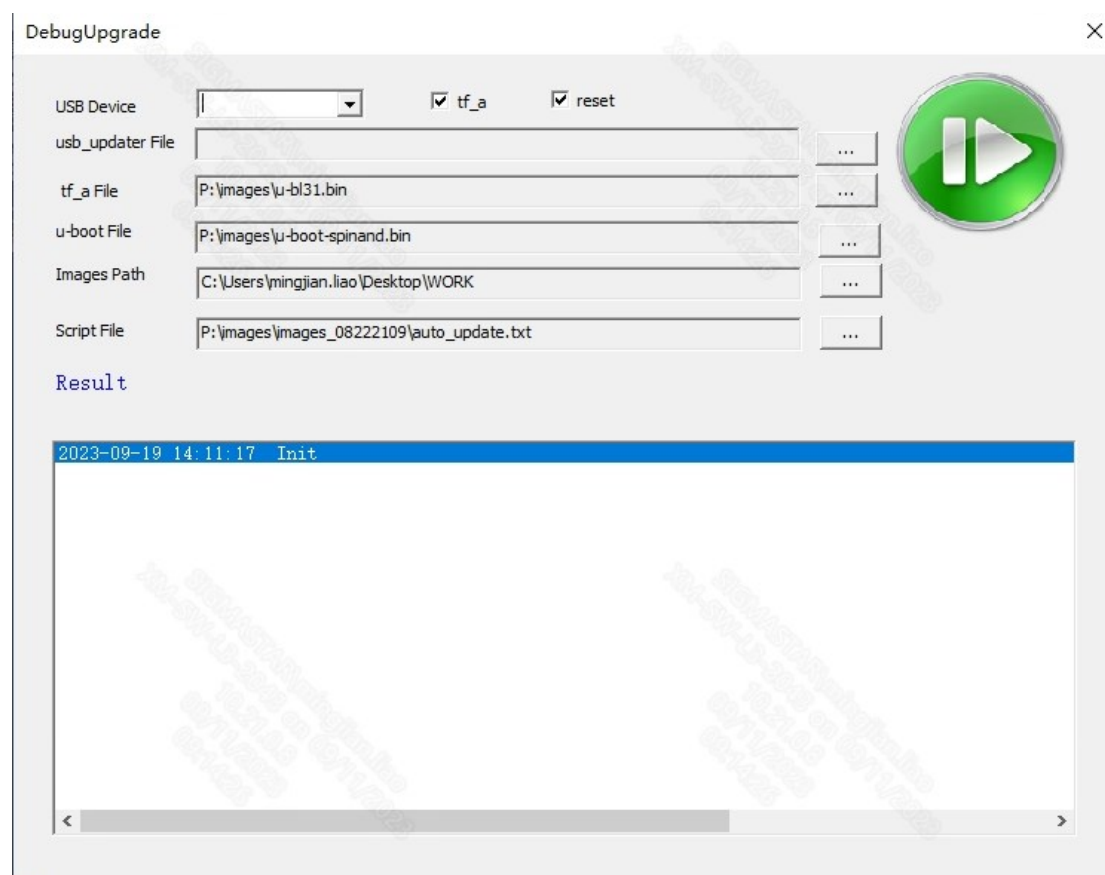 DebugUpgrade
USB Device
tf_a
reset
usb_updater File
...
tf_a File
P:\images\u-bl31.bin
...
u-boot File
P:\images\u-boot-spinand.bin
...
Images Path
C:\Users\mingjian.liao\Desktop\WORK
...
Script File
P:\images\images_08222109\auto_update.txt
...
Result
2023-09-19 14:11:17 Init